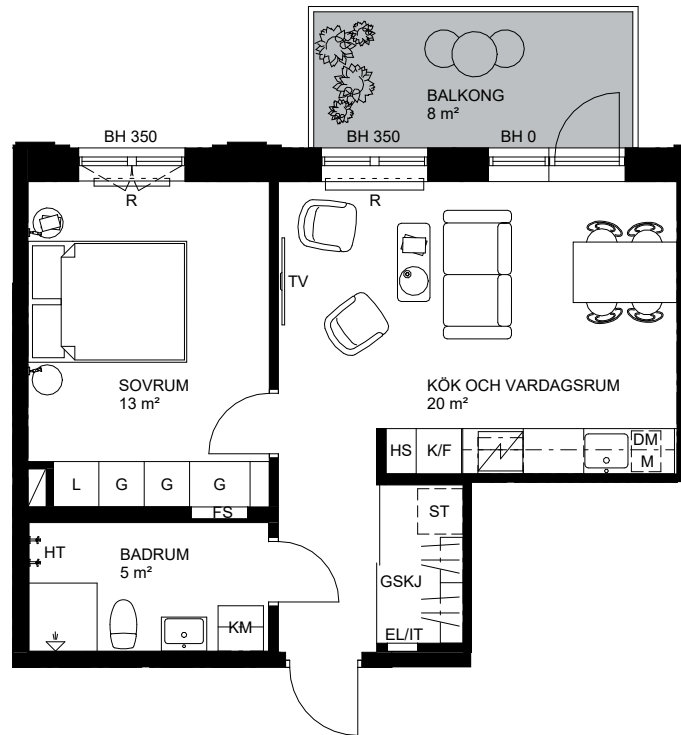 BALKONG
8 m²
BH 350
BH 350
BH 0
R
R
TV
SOVRUM
13 m²
KÖK OCH VARDAGSRUM
20 m²
HS
K/F
DM
M
L
G
G
G
FS
ST
HT
BADRUM
5 m²
GSKJ
KM
EL/IT